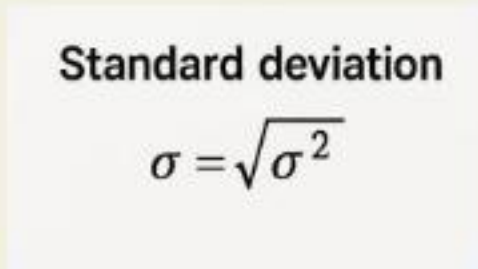 Standard deviation
σ = √σ²